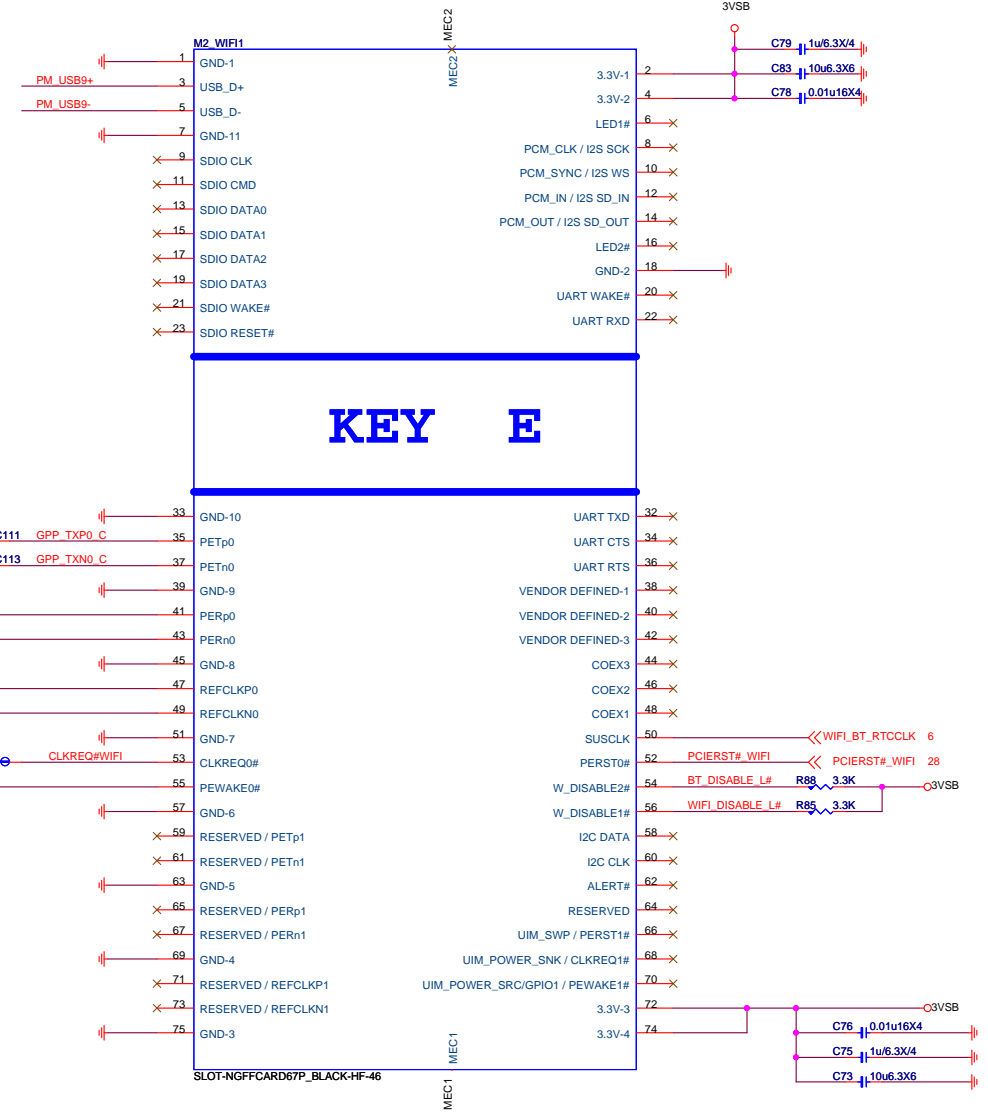 MEC2
3VSB
M2_WIFI1
MEC2
C79 1u/6.3X/4
1 GND-1
3.3V-1 2
C83 10u6.3X6
PM_USB9+ 3 USB_D+
3.3V-2 4
C78 0.01u16X4
PM_USB9- 5 USB_D-
LED1# 6
7 GND-11
PCM_CLK / I2S SCK 8
9 SDIO CLK
PCM_SYNC / I2S WS 10
11 SDIO CMD
PCM_IN / I2S SD_IN 12
13 SDIO DATA0
PCM_OUT / I2S SD_OUT 14
15 SDIO DATA1
LED2# 16
17 SDIO DATA2
GND-2 18
19 SDIO DATA3
UART WAKE# 20
21 SDIO WAKE#
UART RXD 22
23 SDIO RESET#
KEY E
33 GND-10
UART TXD 32
C111 GPP_TXP0_C 35 PETp0
UART CTS 34
C113 GPP_TXN0_C 37 PETn0
UART RTS 36
39 GND-9
VENDOR DEFINED-1 38
41 PERp0
VENDOR DEFINED-2 40
43 PERn0
VENDOR DEFINED-3 42
45 GND-8
COEX3 44
47 REFCLKP0
COEX2 46
49 REFCLKN0
COEX1 48
51 GND-7
SUSCLK 50 WIFI_BT_RTCCLK 6
CLKREQ#WIFI 53 CLKREQ0#
PERST0# 52 PCIERST#_WIFI PCIERST#_WIFI 28
55 PEWAKE0#
W_DISABLE2# 54 BT_DISABLE_L# R88 3.3K 3VSB
57 GND-6
W_DISABLE1# 56 WIFI_DISABLE_L# R85 3.3K
59 RESERVED / PETp1
I2C DATA 58
61 RESERVED / PETn1
I2C CLK 60
63 GND-5
ALERT# 62
65 RESERVED / PERp1
RESERVED 64
67 RESERVED / PERn1
UIM_SWP / PERST1# 66
69 GND-4
UIM_POWER_SNK / CLKREQ1# 68
71 RESERVED / REFCLKP1
UIM_POWER_SRC/GPIO1 / PEWAKE1# 70
73 RESERVED / REFCLKN1
3.3V-3 72 3VSB
75 GND-3
3.3V-4 74
C76 0.01u16X4
C75 1u/6.3X/4
C73 10u6.3X6
MEC1
SLOT-NGFFCARD67P_BLACK-HF-46
MEC1